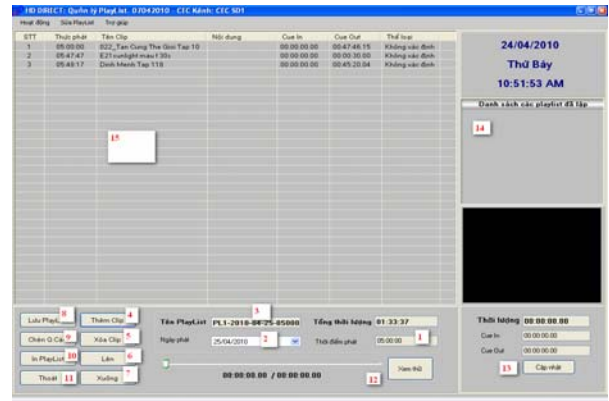 HD DIRECT: Quản lý PlayList. 07042010 - CEC Kênh: CEC SD1
Hoạt động Sửa PlayList Trợ giúp
STT Thực phát Tên Clip Nội dung Cue In Cue Out Thể loại
1 05:00:00 022_Tan Cung The Gioi Tap 10 00:00:00.00 00:47:46.15 Không xác định
2 05:47:47 E21 sunlight mau f 30s 00:00:00.00 00:00:30.00 Không xác định
3 05:48:17 Dinh Menh Tap 118 00:00:00.00 00:45:20.04 Không xác định
15
24/04/2010
Thứ Bảy
10:51:53 AM
Danh sách các playlist đã lập
14
8 4 3
Lưu PlayList Thêm Clip Tên PlayList PL1-2010-04-25-05000 Tổng thời lượng 01:33:37 Thời lượng 00:00:00.00
Chèn Q.Cáo 9 Xóa Clip 5 Ngày phát 25/04/2010 2 Thời điểm phát 05:00:00 1 Cue In 00:00:00.00
In PlayList 10 Lên 6 Cue Out 00:00:00.00
Thoát 11 Xuống 7 00:00:00.00 / 00:00:00.00 12 Xem thử 13 Cập nhật